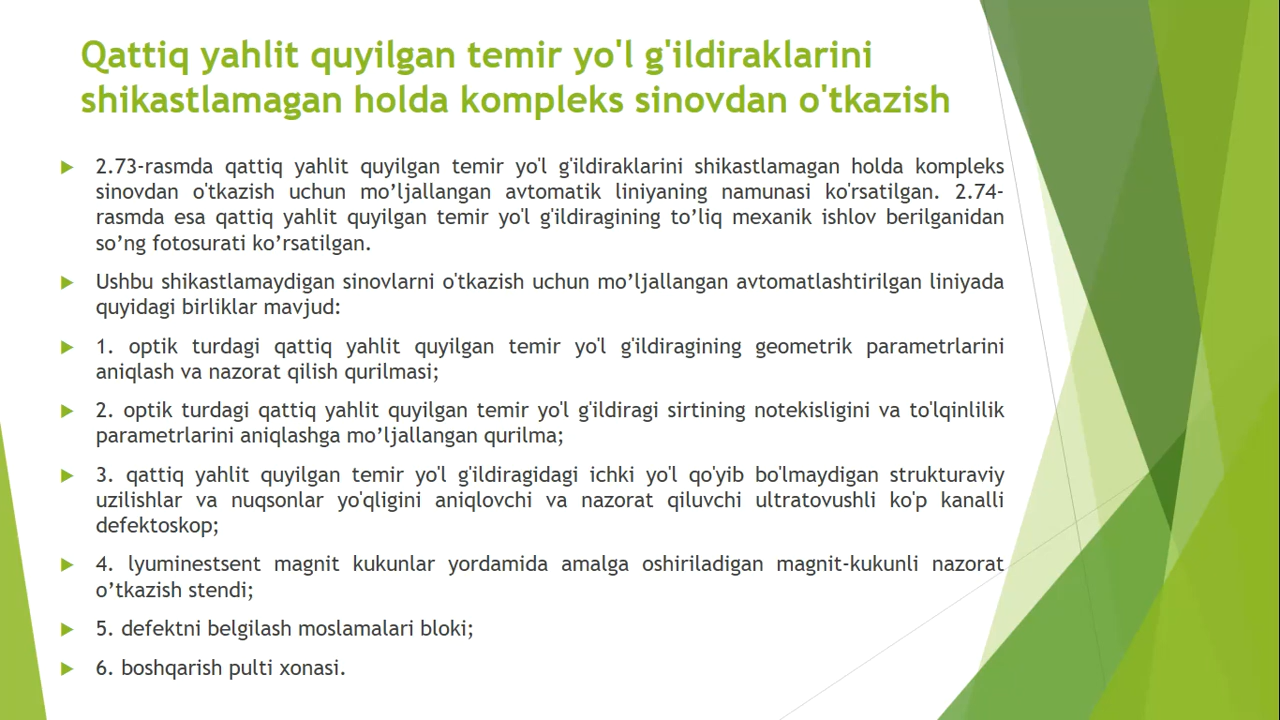 Qattiq yahlit quyilgan temir yo'l g'ildiraklarini
shikastlamagan holda kompleks sinovdan o'tkazish
2.73-rasmda qattiq yahlit quyilgan temir yo'l g'ildiraklarini shikastlamagan holda kompleks
sinovdan o'tkazish uchun mo’ljallangan avtomatik liniyaning namunasi ko'rsatilgan. 2.74-
rasmda esa qattiq yahlit quyilgan temir yo'l g'ildiragining to’liq mexanik ishlov berilganidan
so’ng fotosurati ko’rsatilgan.
Ushbu shikastlamaydigan sinovlarni o'tkazish uchun mo’ljallangan avtomatlashtirilgan liniyada
quyidagi birliklar mavjud:
1. optik turdagi qattiq yahlit quyilgan temir yo'l g'ildiragining geometrik parametrlarini
aniqlash va nazorat qilish qurilmasi;
2. optik turdagi qattiq yahlit quyilgan temir yo'l g'ildiragi sirtining notekisligini va to'lqinlilik
parametrlarini aniqlashga mo’ljallangan qurilma;
3. qattiq yahlit quyilgan temir yo'l g'ildiragidagi ichki yo'l qo'yib bo'lmaydigan strukturaviy
uzilishlar va nuqsonlar yo'qligini aniqlovchi va nazorat qiluvchi ultratovushli ko'p kanalli
defektoskop;
4. lyuminestsent magnit kukunlar yordamida amalga oshiriladigan magnit-kukunli nazorat
o’tkazish stendi;
5. defektni belgilash moslamalari bloki;
6. boshqarish pulti xonasi.